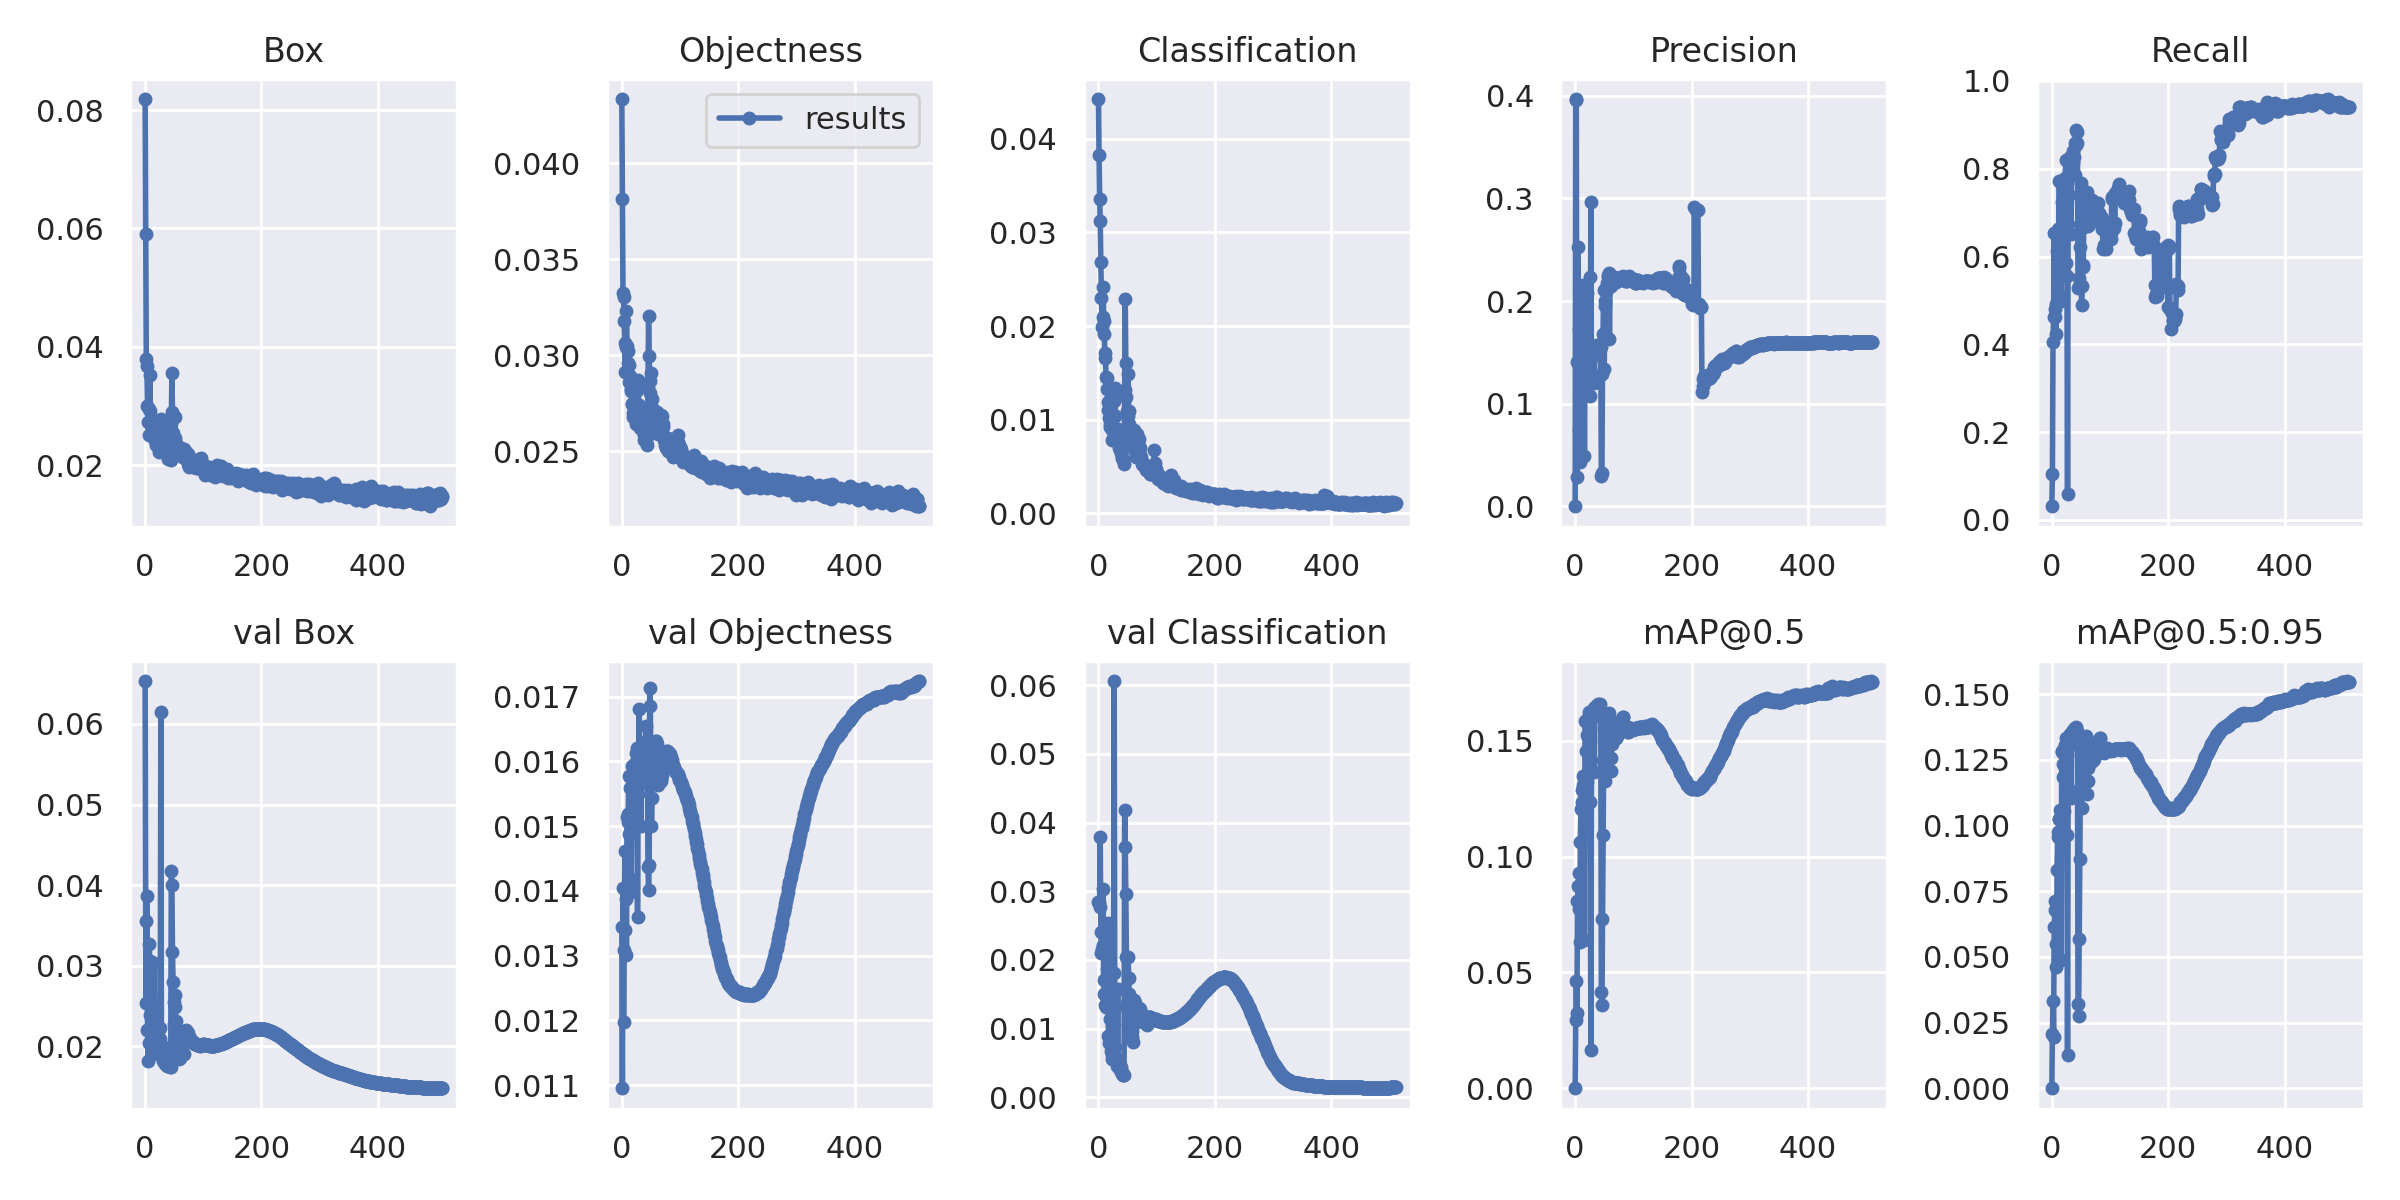 Box
Objectness
Classification
Precision
Recall
0.08
0.06
0.04
0.02
0 200 400
results
0.040
0.035
0.030
0.025
0 200 400
0.04
0.03
0.02
0.01
0.00
0 200 400
0.4
0.3
0.2
0.1
0.0
0 200 400
1.0
0.8
0.6
0.4
0.2
0.0
0 200 400
val Box
val Objectness
val Classification
mAP@0.5
mAP@0.5:0.95
0.06
0.05
0.04
0.03
0.02
0 200 400
0.017
0.016
0.015
0.014
0.013
0.012
0.011
0 200 400
0.06
0.05
0.04
0.03
0.02
0.01
0.00
0 200 400
0.15
0.10
0.05
0.00
0 200 400
0.150
0.125
0.100
0.075
0.050
0.025
0.000
0 200 400